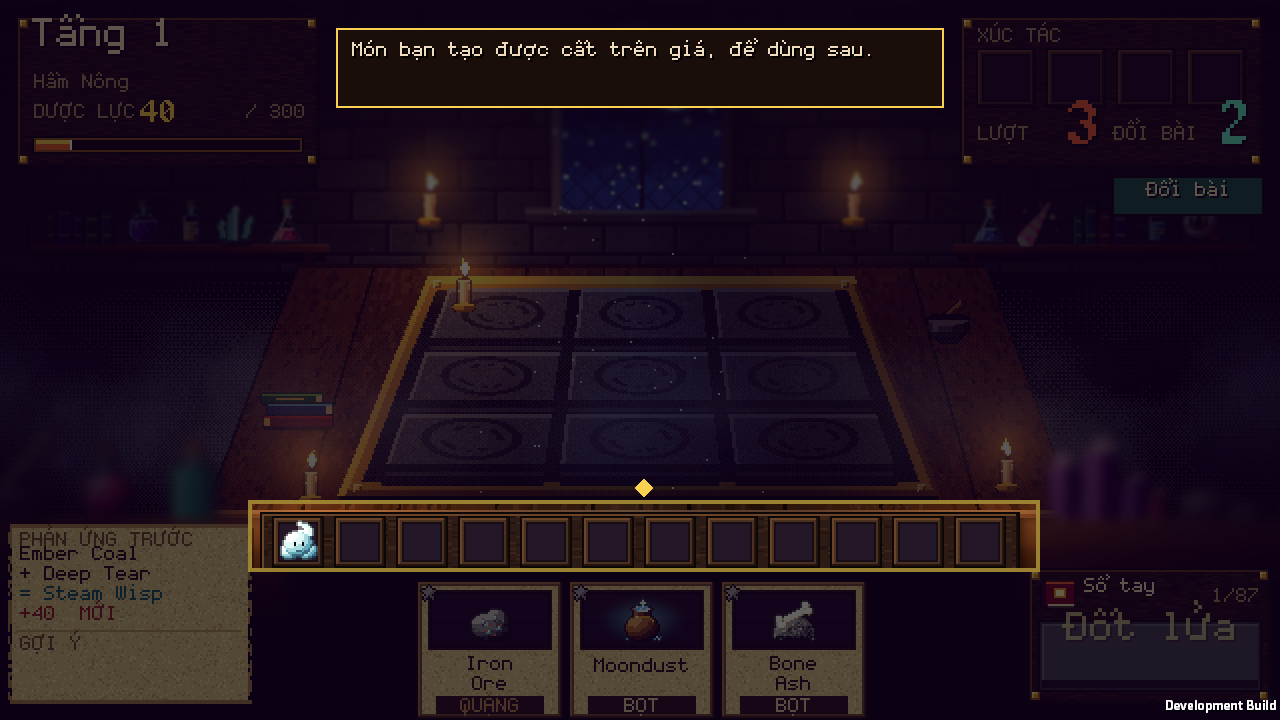 Tầng 1
Hầm Nông
DƯỢC LỰC 40 / 300
Món bạn tạo được cất trên giá, để dùng sau.
XÚC TÁC
LƯỢT 3 ĐỔI BÀI 2
Đổi bài
PHẢN ỨNG TRƯỚC
Ember Coal
+ Deep Tear
= Steam Wisp
+40 MỚI
GỢI Ý
Iron
Ore
QUẶNG
Moondust
BỘT
Bone
Ash
BỘT
Sổ tay
1/87
Đốt lửa
Development Build